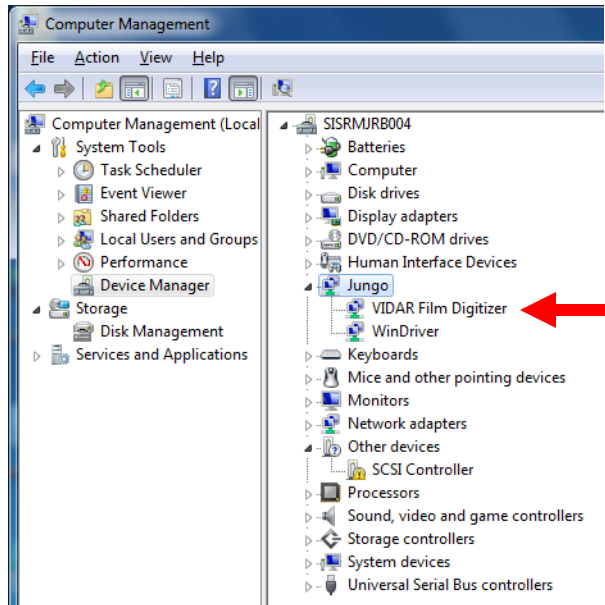 Computer Management
File Action View Help
Computer Management (Local
System Tools
Task Scheduler
Event Viewer
Shared Folders
Local Users and Groups
Performance
Device Manager
Storage
Disk Management
Services and Applications
SISRMJRB004
Batteries
Computer
Disk drives
Display adapters
DVD/CD-ROM drives
Human Interface Devices
Jungo
VIDAR Film Digitizer
WinDriver
Keyboards
Mice and other pointing devices
Monitors
Network adapters
Other devices
SCSI Controller
Processors
Sound, video and game controllers
Storage controllers
System devices
Universal Serial Bus controllers